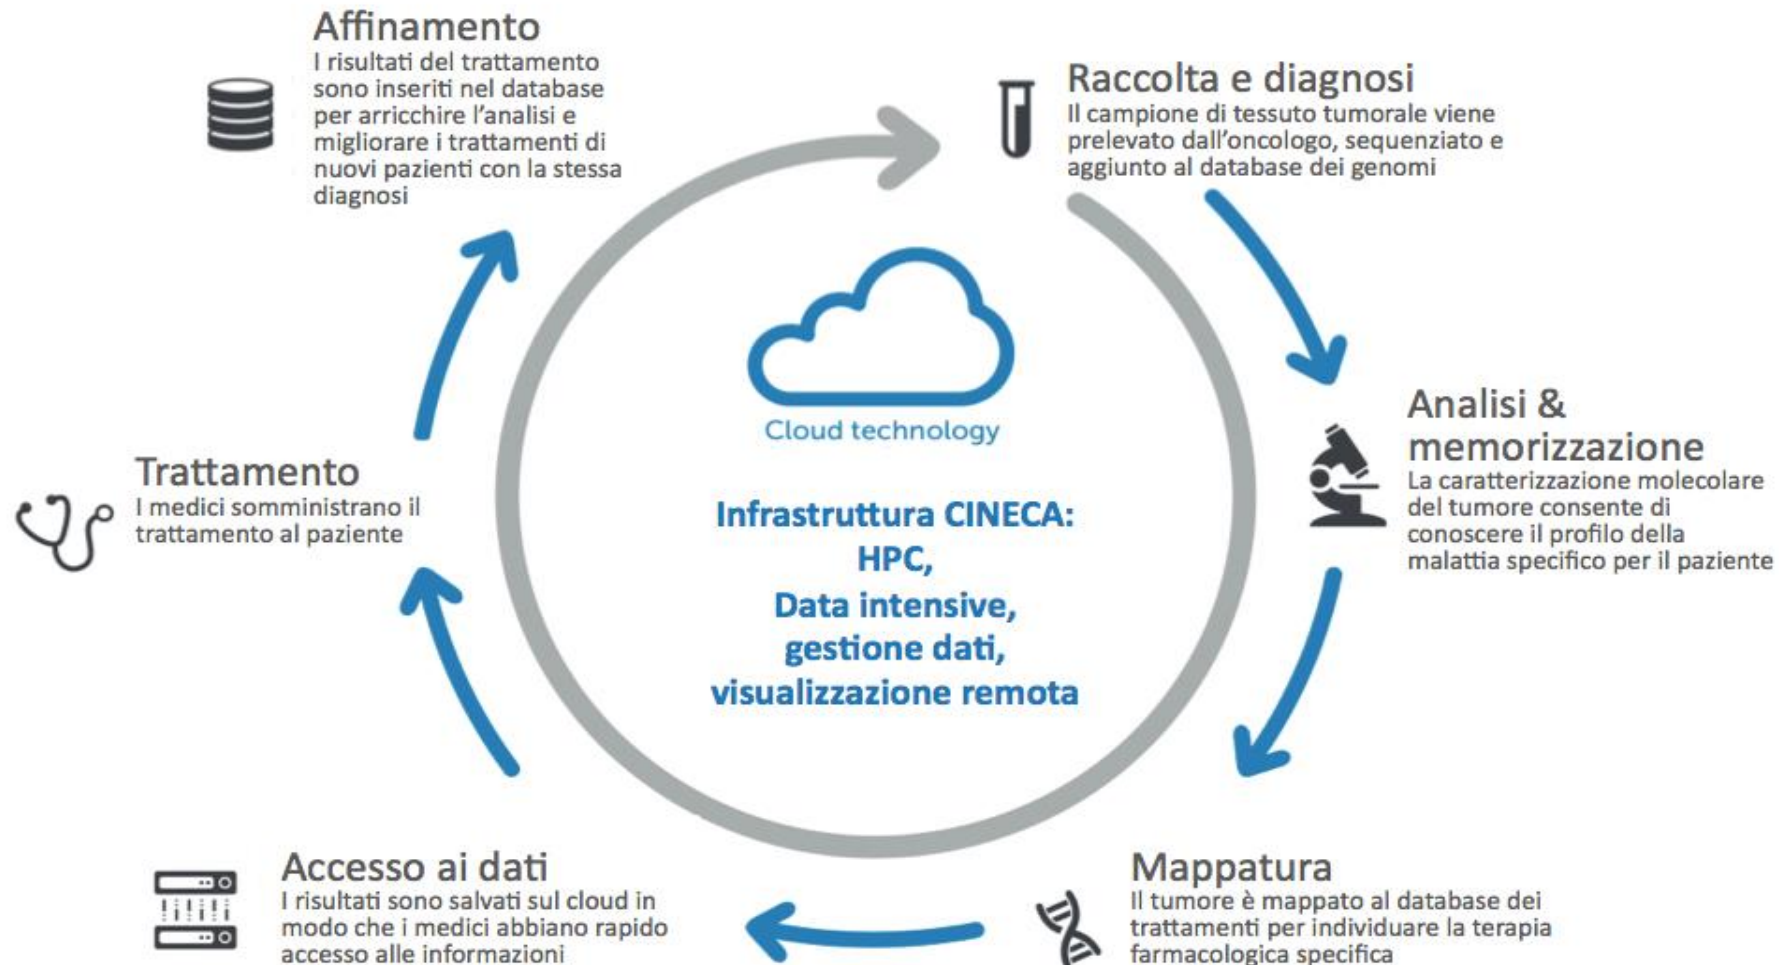 Affinamento
I risultati del trattamento
sono inseriti nel database
per arricchire l'analisi e
migliorare i trattamenti di
nuovi pazienti con la stessa
diagnosi
Raccolta e diagnosi
Il campione di tessuto tumorale viene
prelevato dall'oncologo, sequenziato e
aggiunto al database dei genomi
Analisi &
memorizzazione
La caratterizzazione molecolare
del tumore consente di
conoscere il profilo della
malattia specifico per il paziente
Mappatura
Il tumore è mappato al database dei
trattamenti per individuare la terapia
farmacologica specifica
Accesso ai dati
I risultati sono salvati sul cloud in
modo che i medici abbiano rapido
accesso alle informazioni
Trattamento
I medici somministrano il
trattamento al paziente
Cloud technology
Infrastruttura CINECA:
HPC,
Data intensive,
gestione dati,
visualizzazione remota